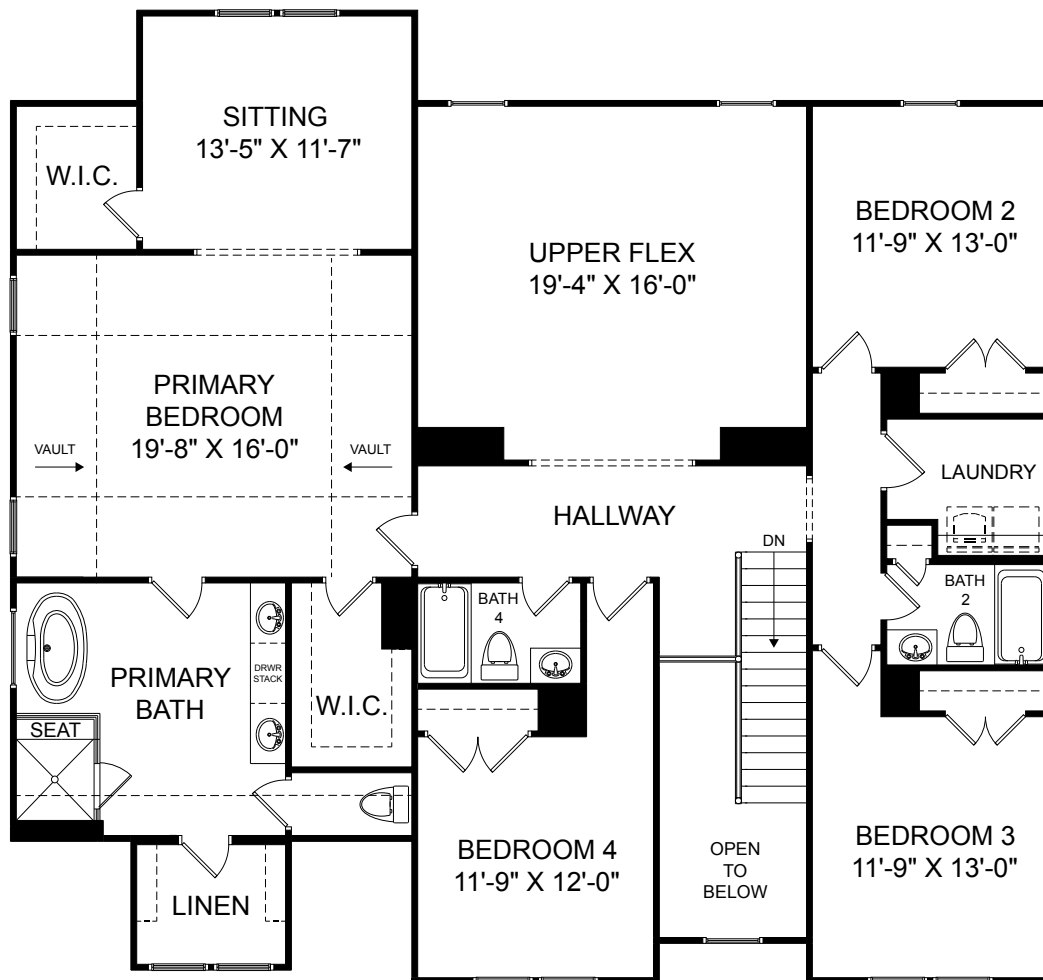 SITTING
13'-5" X 11'-7"
W.I.C.
UPPER FLEX
19'-4" X 16'-0"
BEDROOM 2
11'-9" X 13'-0"
PRIMARY
BEDROOM
19'-8" X 16'-0"
VAULT
VAULT
HALLWAY
LAUNDRY
DN
BATH
4
BATH
2
PRIMARY
BATH
DRWR
STACK
W.I.C.
SEAT
BEDROOM 4
11'-9" X 12'-0"
OPEN
TO
BELOW
BEDROOM 3
11'-9" X 13'-0"
LINEN